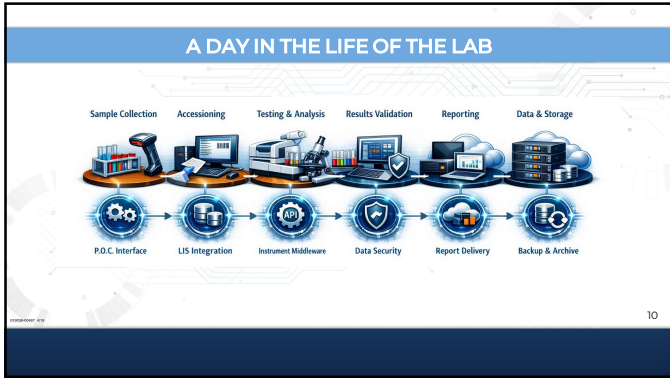 A DAY IN THE LIFE OF THE LAB
Sample Collection
Accessioning
Testing & Analysis
Results Validation
Reporting
Data & Storage
API
P.O.C. Interface
LIS Integration
Instrument Middleware
Data Security
Report Delivery
Backup & Archive
10